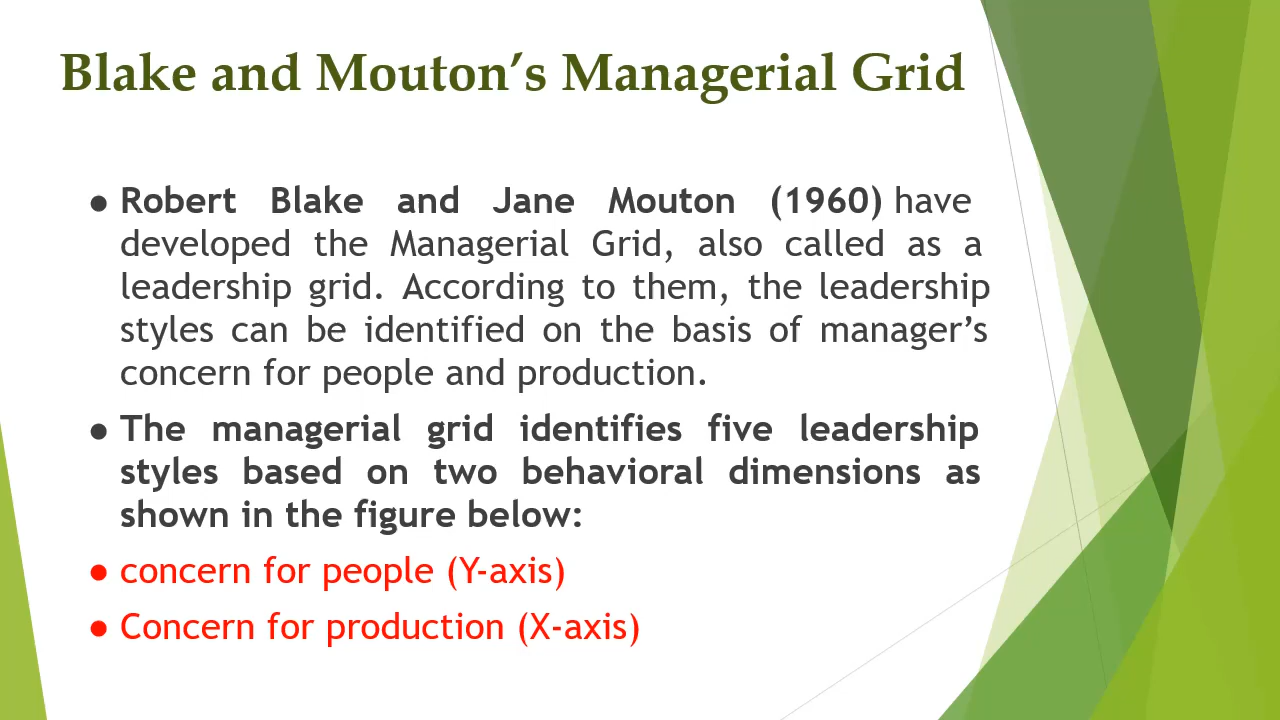 Blake and Mouton’s Managerial Grid
● Robert Blake and Jane Mouton (1960) have
developed the Managerial Grid, also called as a
leadership grid. According to them, the leadership
styles can be identified on the basis of manager’s
concern for people and production.
● The managerial grid identifies five leadership
styles based on two behavioral dimensions as
shown in the figure below:
● concern for people (Y-axis)
● Concern for production (X-axis)